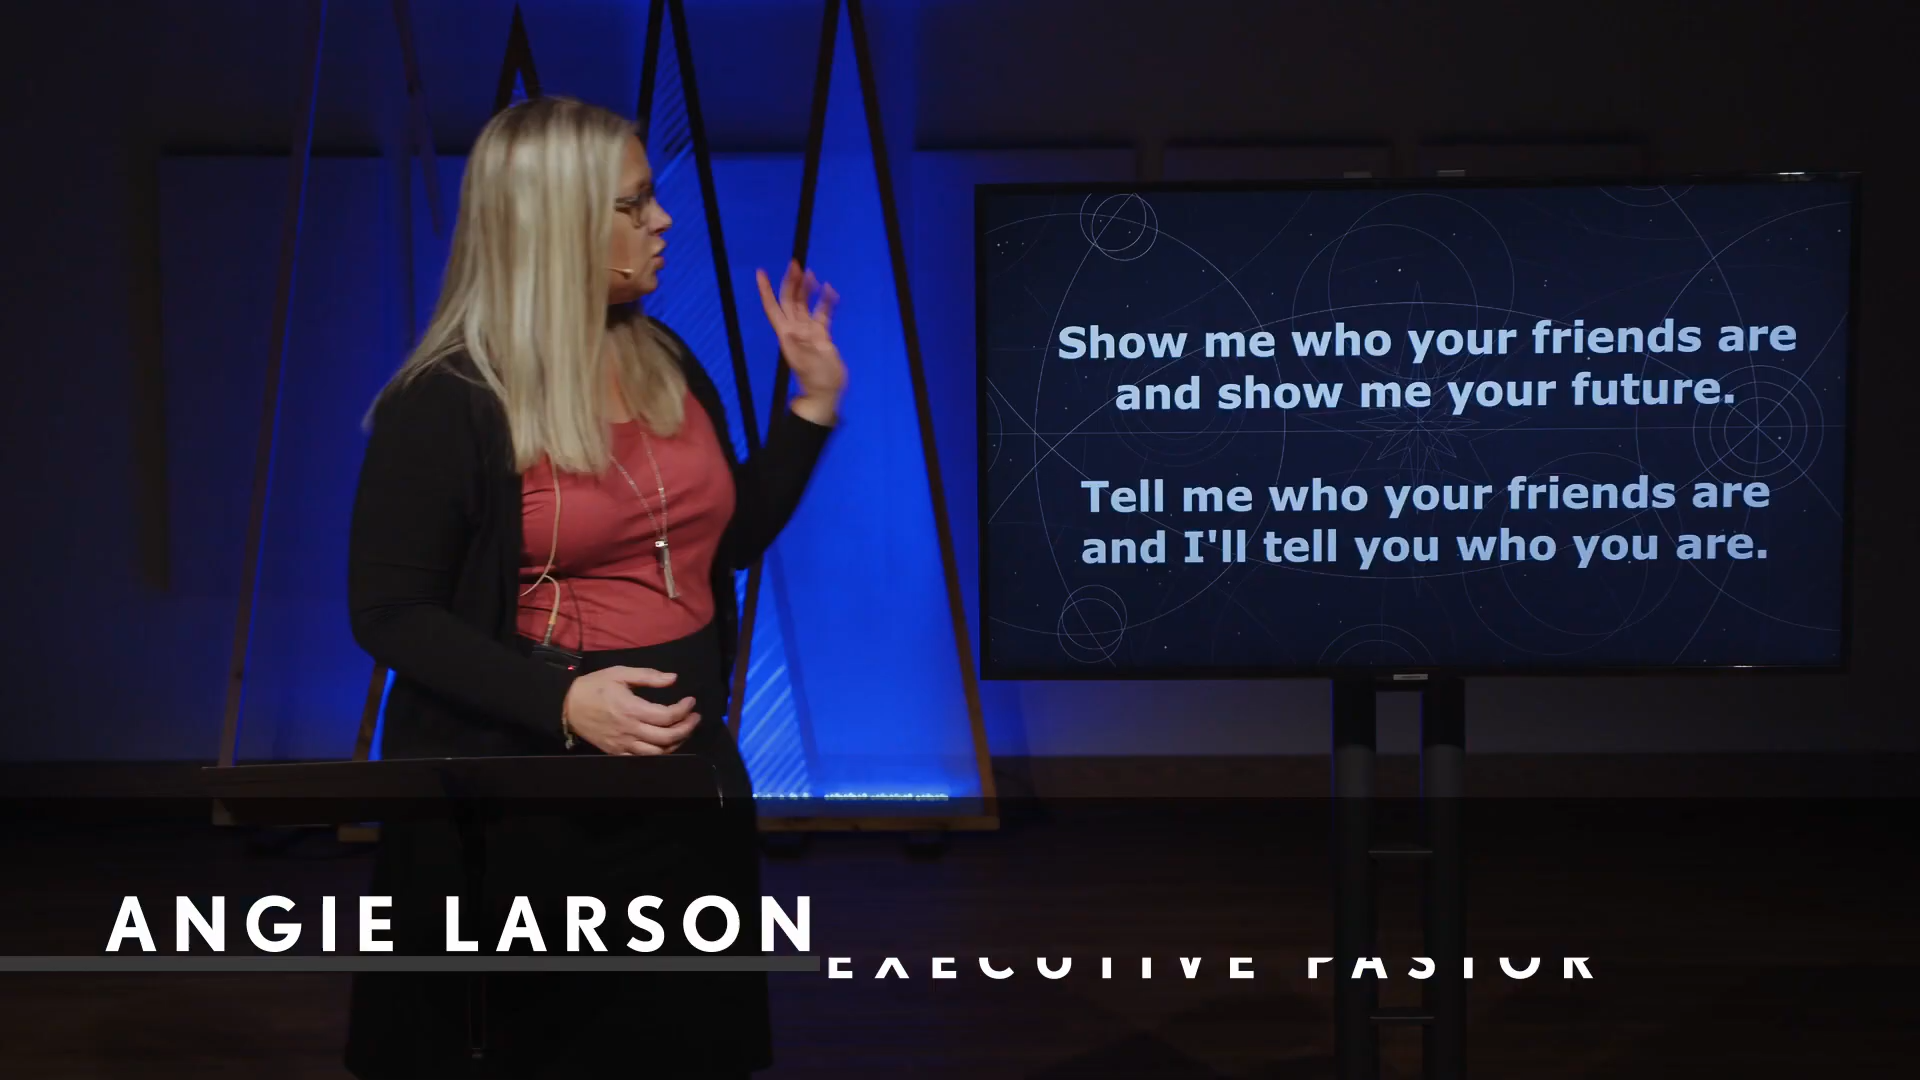 Show me who your friends are
and show me your future.
Tell me who your friends are
and I'll tell you who you are.
ANGIE LARSON
EXECUTIVE PASTOR